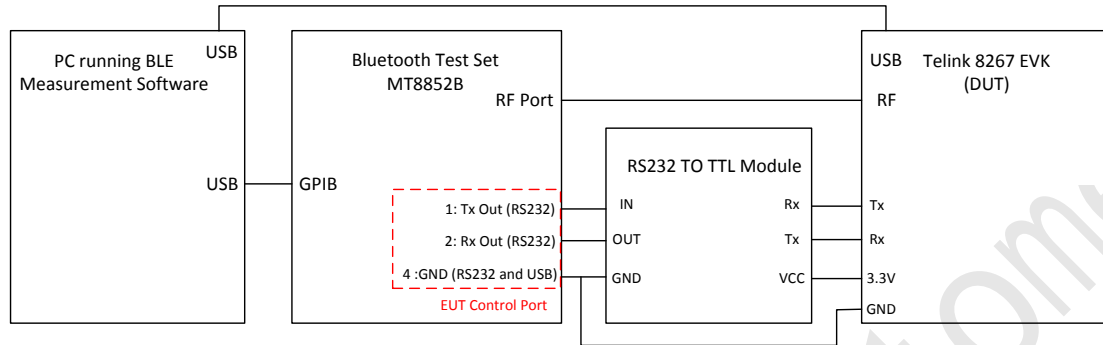 PC running BLE
Measurement Software
USB
USB
Bluetooth Test Set
MT8852B
RF Port
GPIB
1: Tx Out (RS232)
2: Rx Out (RS232)
4 :GND (RS232 and USB)
EUT Control Port
RS232 TO TTL Module
IN
OUT
GND
Rx
Tx
VCC
Telink 8267 EVK
(DUT)
USB
RF
Tx
Rx
3.3V
GND